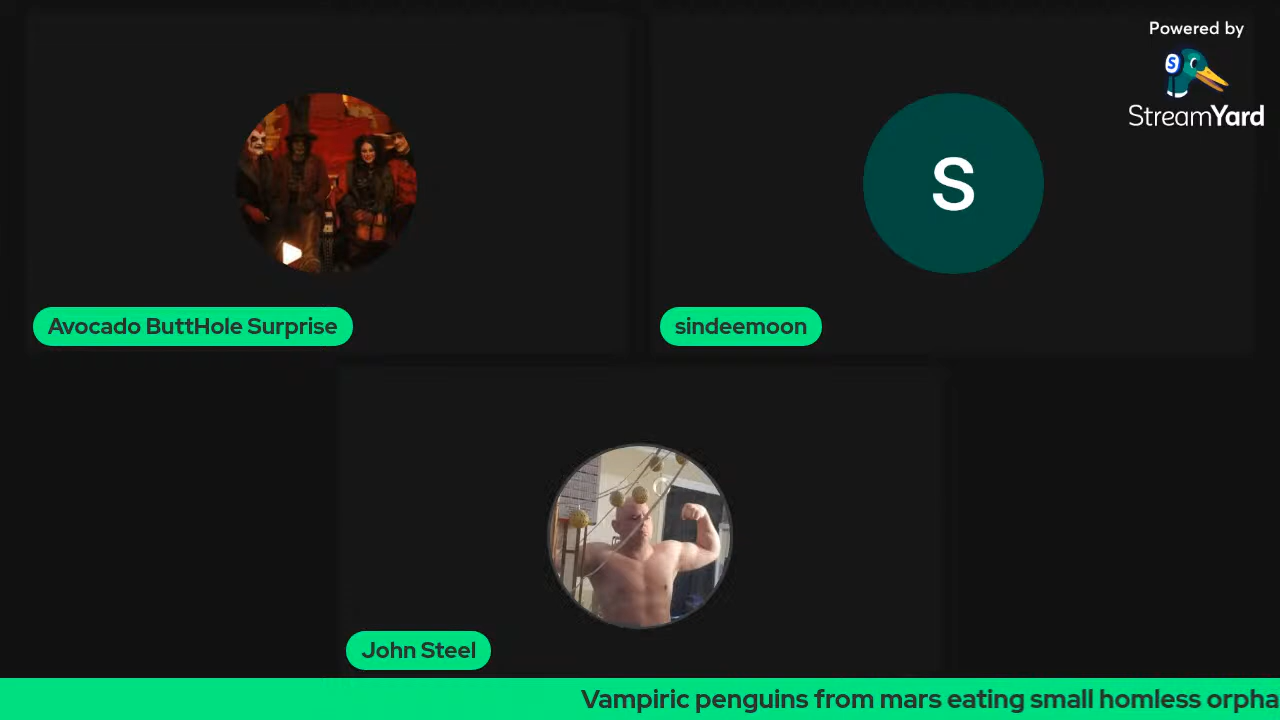 Powered by
StreamYard
S
S
Avocado ButtHole Surprise
sindeemoon
John Steel
Vampiric penguins from mars eating small homless orpha